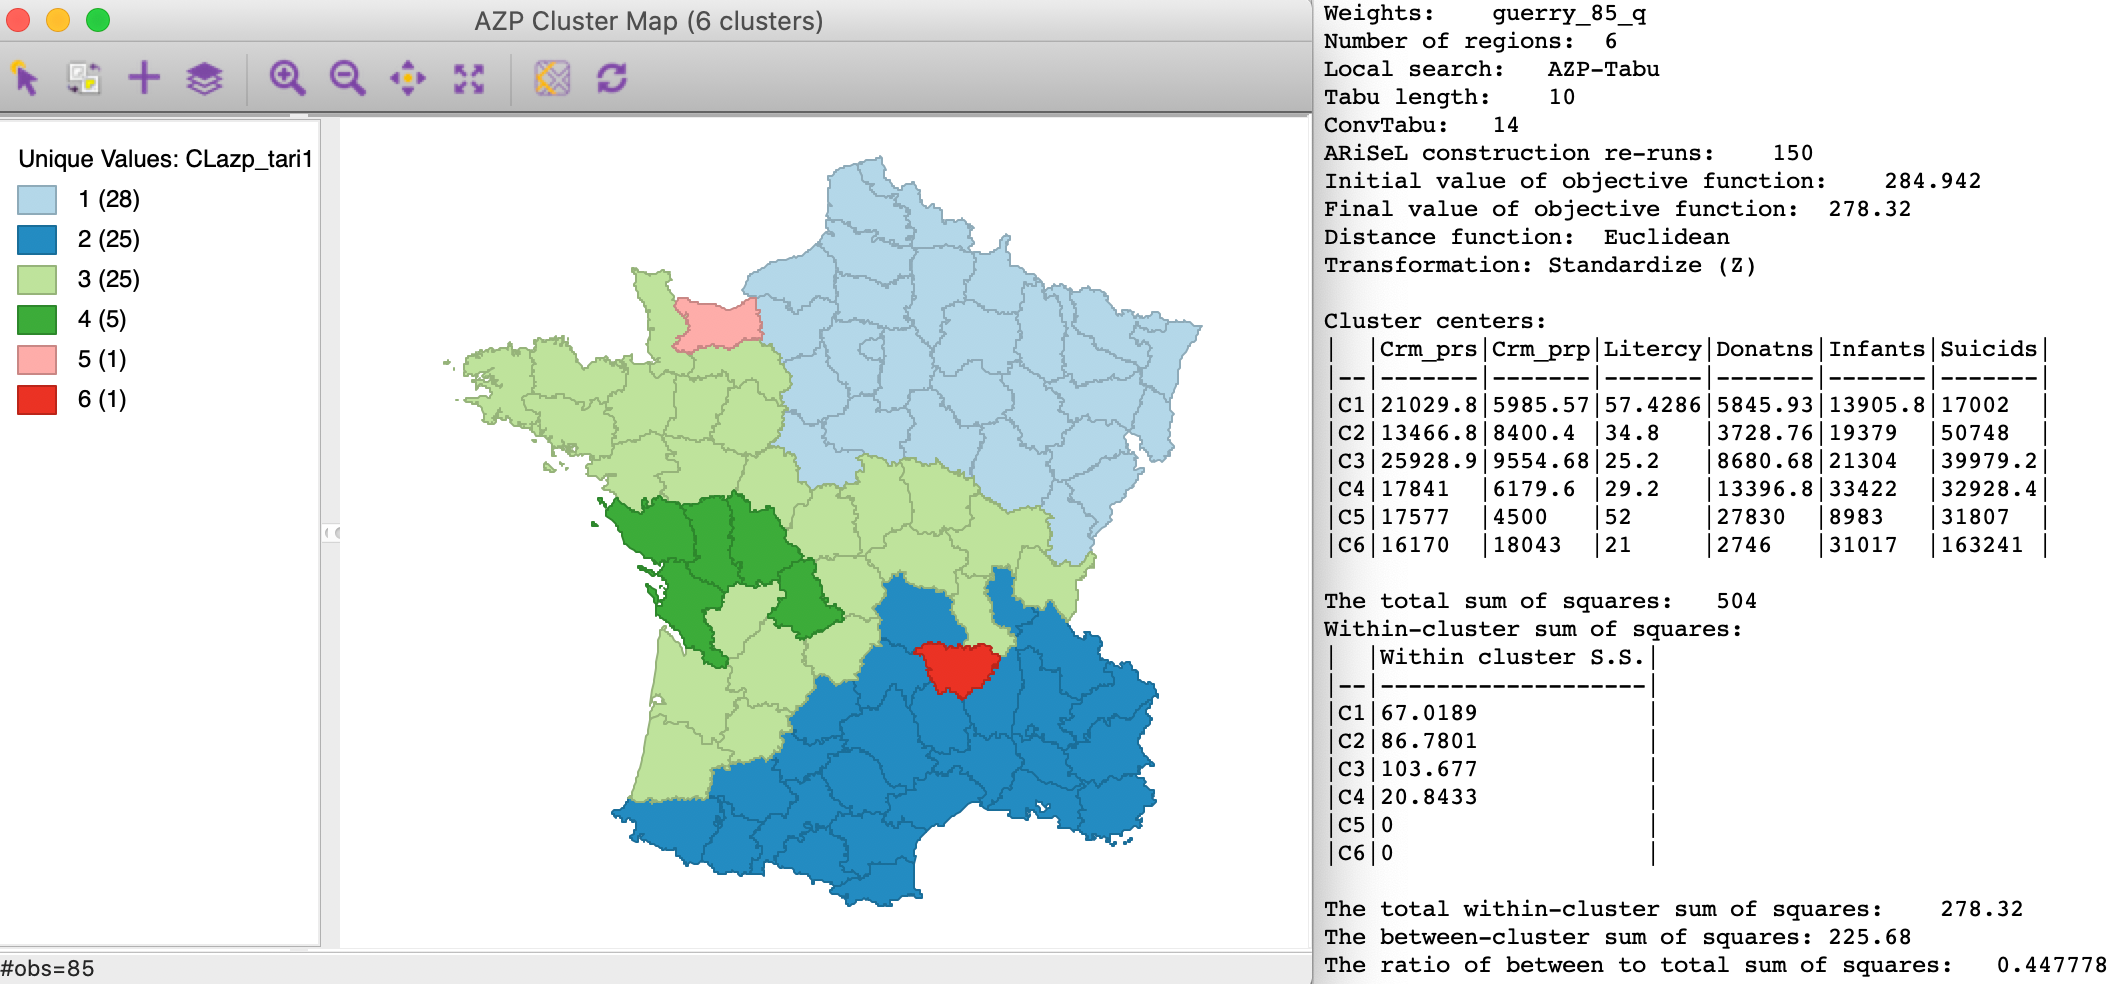 AZP Cluster Map (6 clusters)
Unique Values: CLazp_tari1
1 (28)
2 (25)
3 (25)
4 (5)
5 (1)
6 (1)
#obs=85
Weights: guerry_85_q
Number of regions: 6
Local search: AZP-Tabu
Tabu length: 10
ConvTabu: 14
ARiSeL construction re-runs: 150
Initial value of objective function: 284.942
Final value of objective function: 278.32
Distance function: Euclidean
Transformation: Standardize (Z)
Cluster centers:
|  |Crm_prs|Crm_prp|Litercy|Donatns|Infants|Suicids|
|--|-------|-------|-------|-------|-------|-------|
|C1|21029.8|5985.57|57.4286|5845.93|13905.8|17002  |
|C2|13466.8|8400.4 |34.8   |3728.76|19379  |50748  |
|C3|25928.9|9554.68|25.2   |8680.68|21304  |39979.2|
|C4|17841  |6179.6 |29.2   |13396.8|33422  |32928.4|
|C5|17577  |4500   |52     |27830  |8983   |31807  |
|C6|16170  |18043  |21     |2746   |31017  |163241 |
The total sum of squares: 504
Within-cluster sum of squares:
|  |Within cluster S.S.|
|--|-------------------|
|C1|67.0189            |
|C2|86.7801            |
|C3|103.677            |
|C4|20.8433            |
|C5|0                  |
|C6|0                  |
The total within-cluster sum of squares: 278.32
The between-cluster sum of squares: 225.68
The ratio of between to total sum of squares: 0.447778